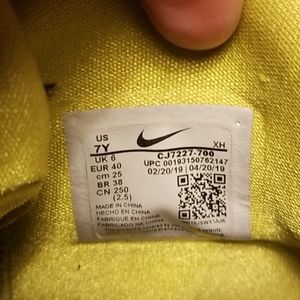 US
7Y
UK 6
EUR 40
cm 25
BR 38
CN 250
(2.5)
XH
CJ7227-700
UPC 00193150762147
02/20/19 04/20/19
MADE IN CHINA
FABRIQUÉ EN CHINE
HECHO EN CHINA